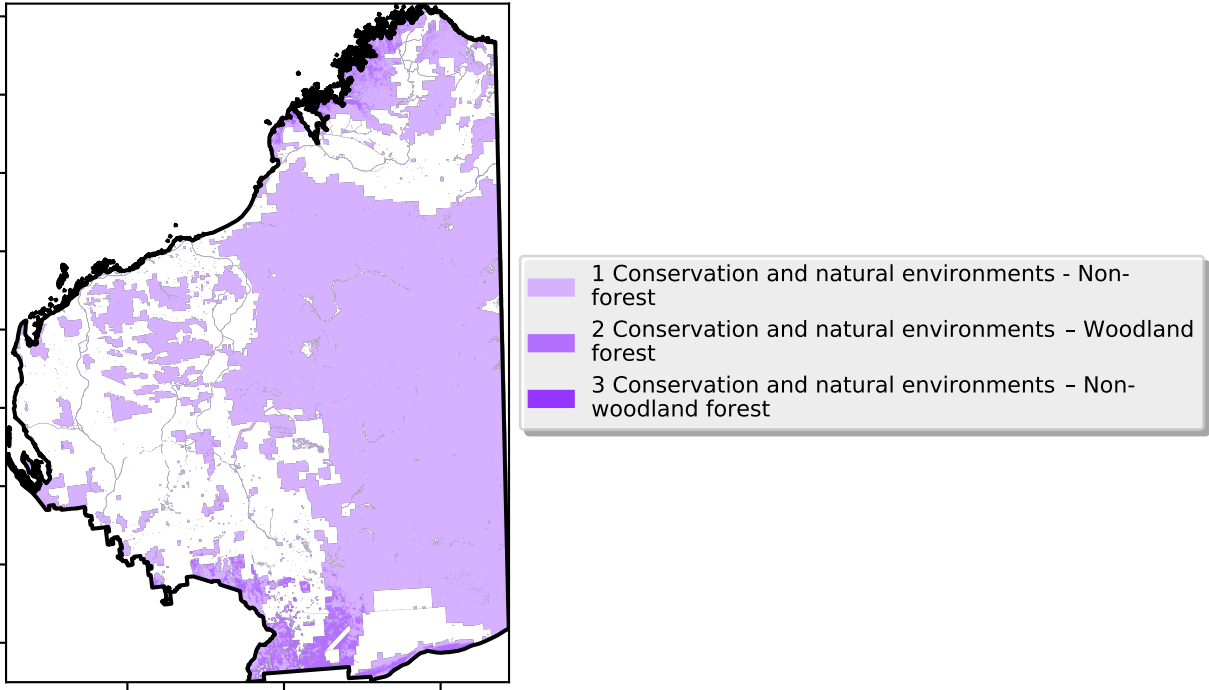 1 Conservation and natural environments - Non-
forest
2 Conservation and natural environments – Woodland
forest
3 Conservation and natural environments – Non-
woodland forest